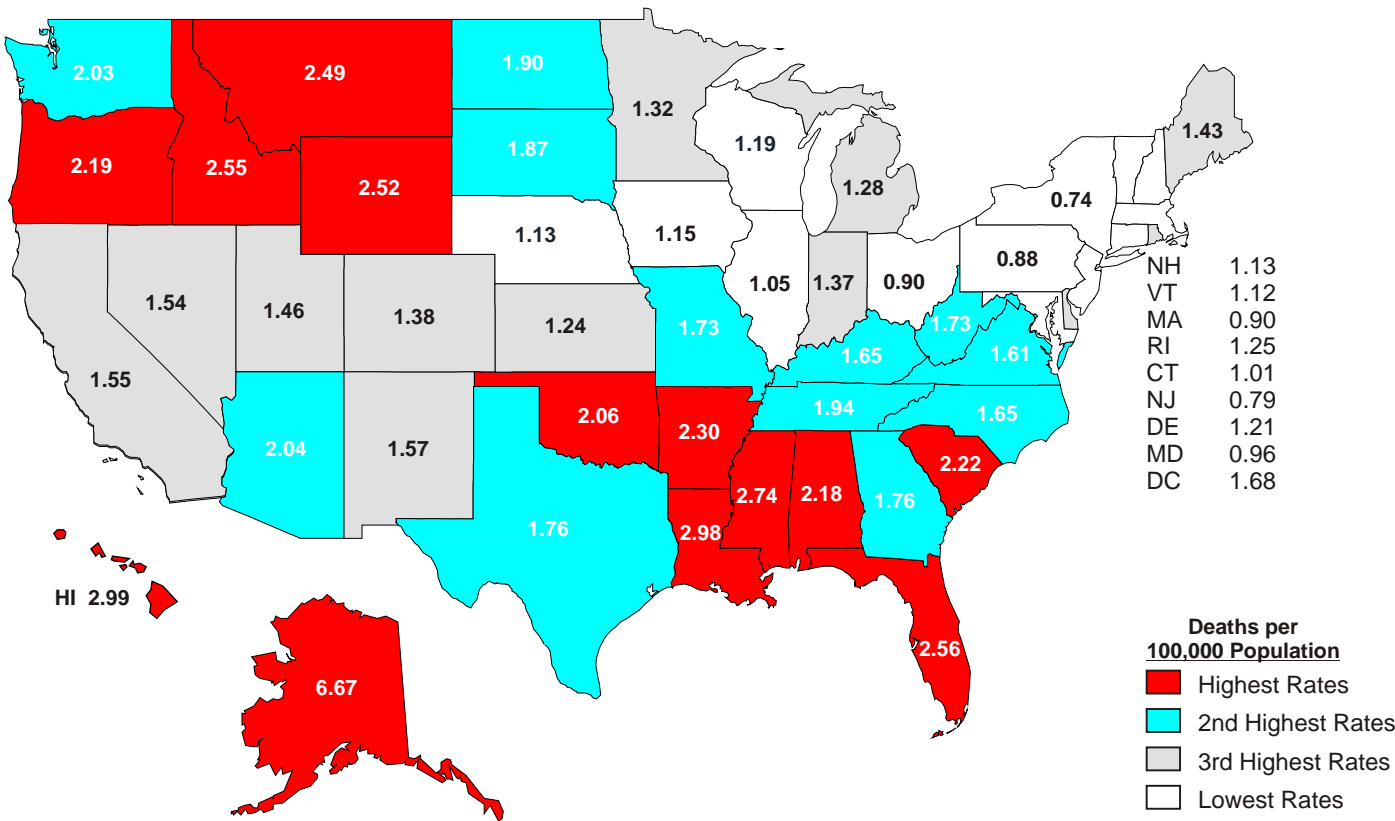 2.03
2.49
1.90
1.32
1.19
1.43
2.19
2.55
2.52
1.87
1.28
0.74
1.13
1.15
1.05
1.37
0.90
0.88
1.54
1.46
1.38
1.24
1.73
1.73
1.65
1.61
1.55
2.04
1.57
2.06
2.30
1.94
1.65
2.74
2.18
1.76
2.22
1.76
2.98
2.56
NH 1.13
VT 1.12
MA 0.90
RI 1.25
CT 1.01
NJ 0.79
DE 1.21
MD 0.96
DC 1.68
HI 2.99
6.67
Deaths per
100,000 Population
Highest Rates
2nd Highest Rates
3rd Highest Rates
Lowest Rates